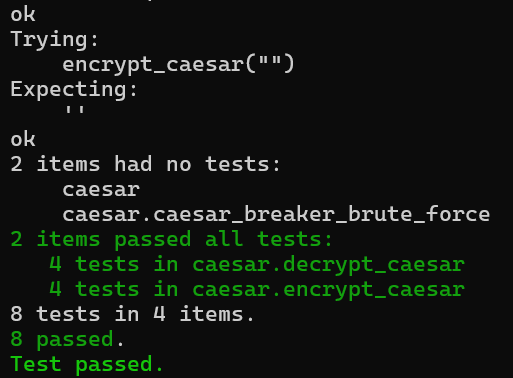 ok
Trying:
    encrypt_caesar("")
Expecting:
    ''
ok
2 items had no tests:
    caesar
    caesar.caesar_breaker_brute_force
2 items passed all tests:
   4 tests in caesar.decrypt_caesar
   4 tests in caesar.encrypt_caesar
8 tests in 4 items.
8 passed.
Test passed.